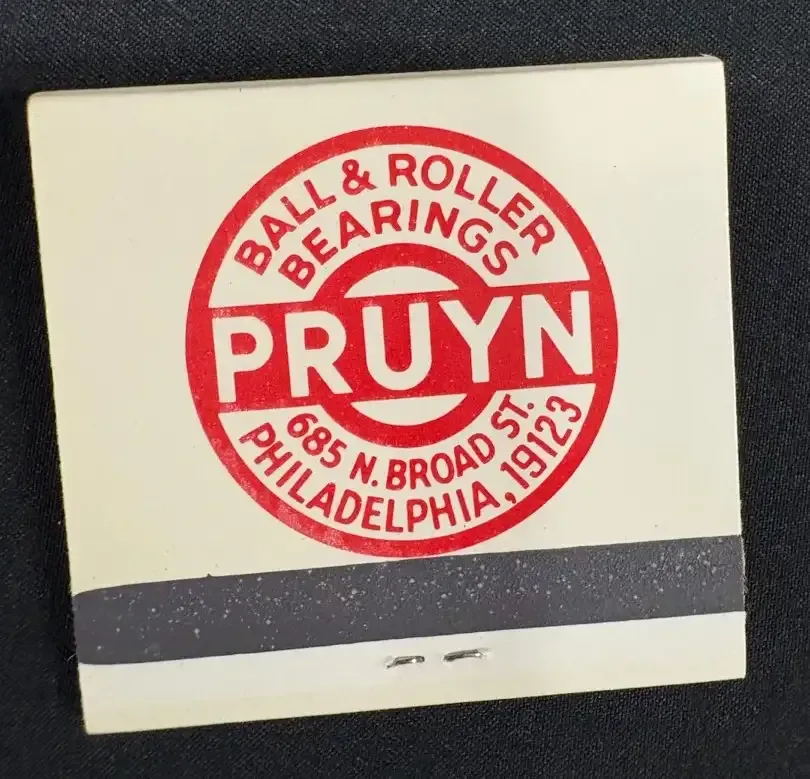 BALL & ROLLER
BEARINGS
PRUYN
685 N. BROAD ST.
PHILADELPHIA, 19123